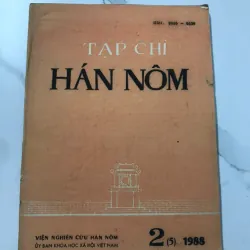 TẠP CHÍ
HÁN NÔM
VIỆN NGHIÊN CỨU HÁN NÔM
ỦY BAN KHOA HỌC XÃ HỘI VIỆT NAM
2 (5). 1988